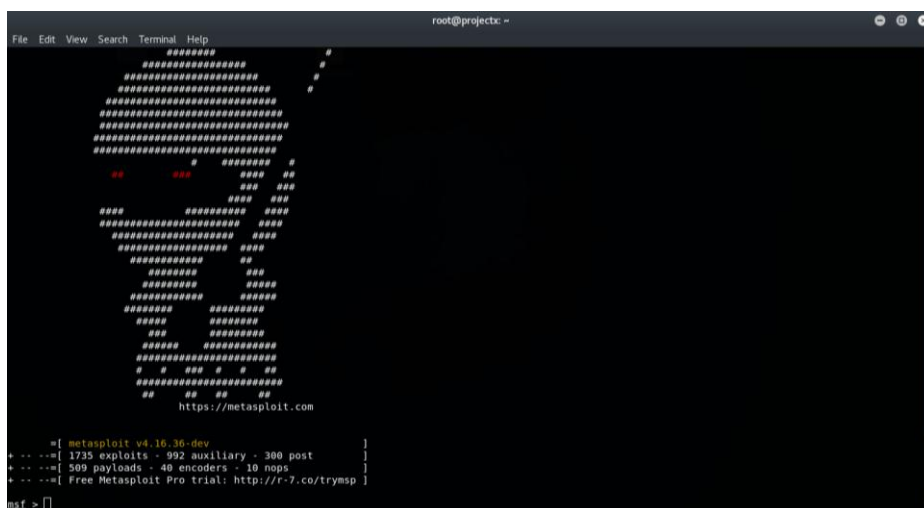 root@projectx: ~
File Edit View Search Terminal Help
https://metasploit.com
=[ metasploit v4.16.36-dev ]
+ -- --=[ 1735 exploits - 992 auxiliary - 300 post ]
+ -- --=[ 509 payloads - 40 encoders - 10 nops ]
+ -- --=[ Free Metasploit Pro trial: http://r-7.co/trymsp ]
msf >